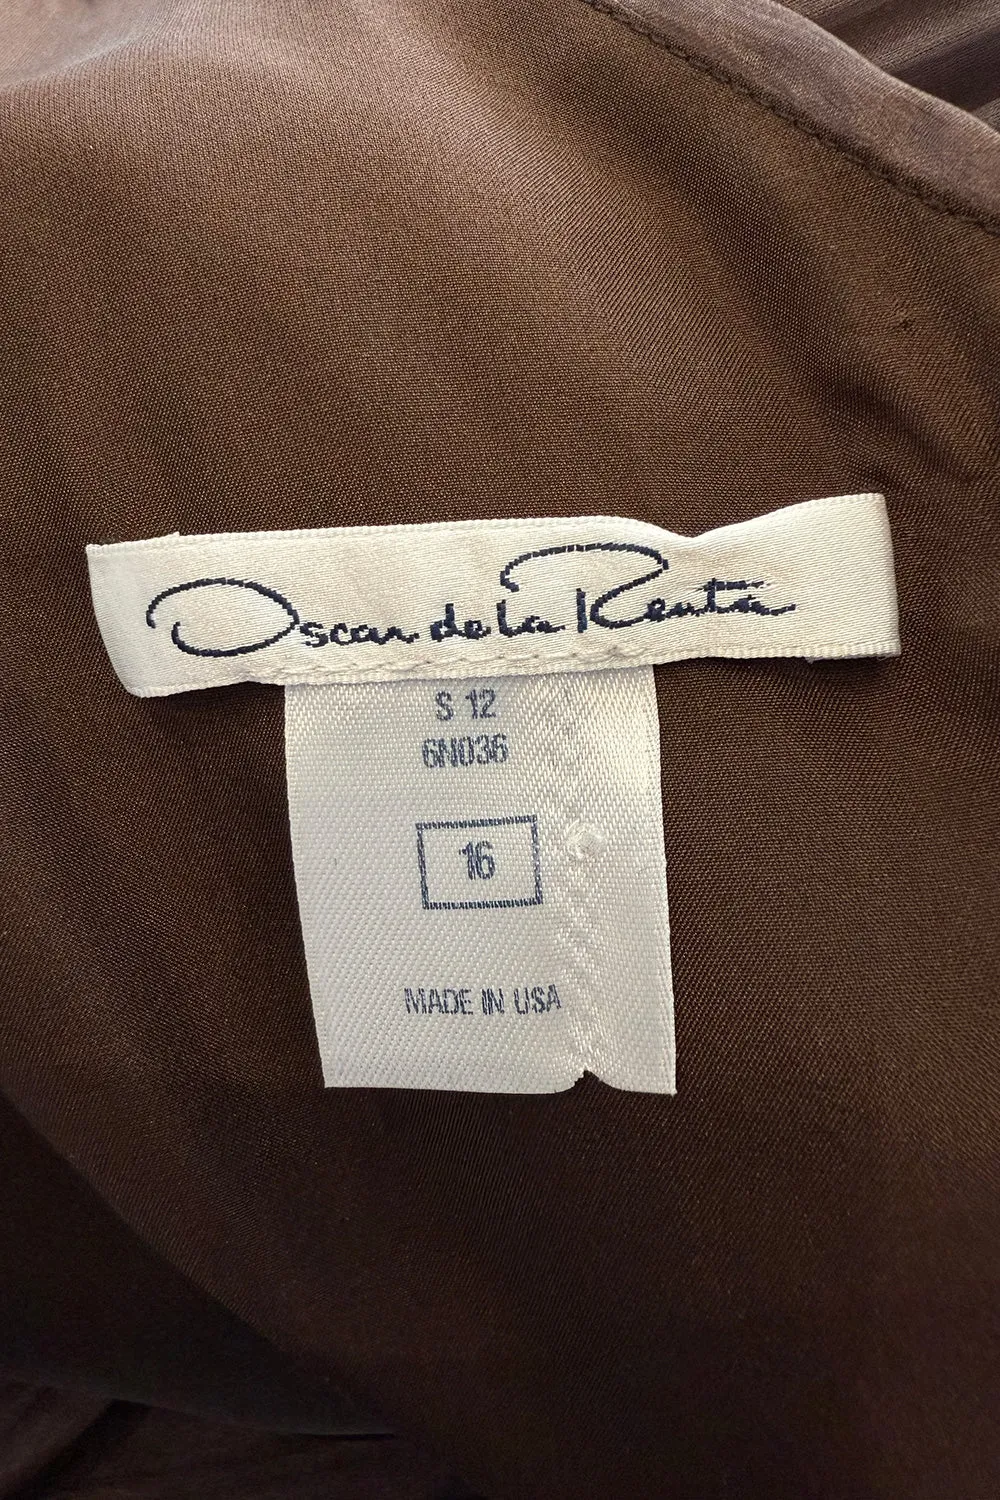 Oscar de la Renta
S 12
6N036
16
MADE IN USA